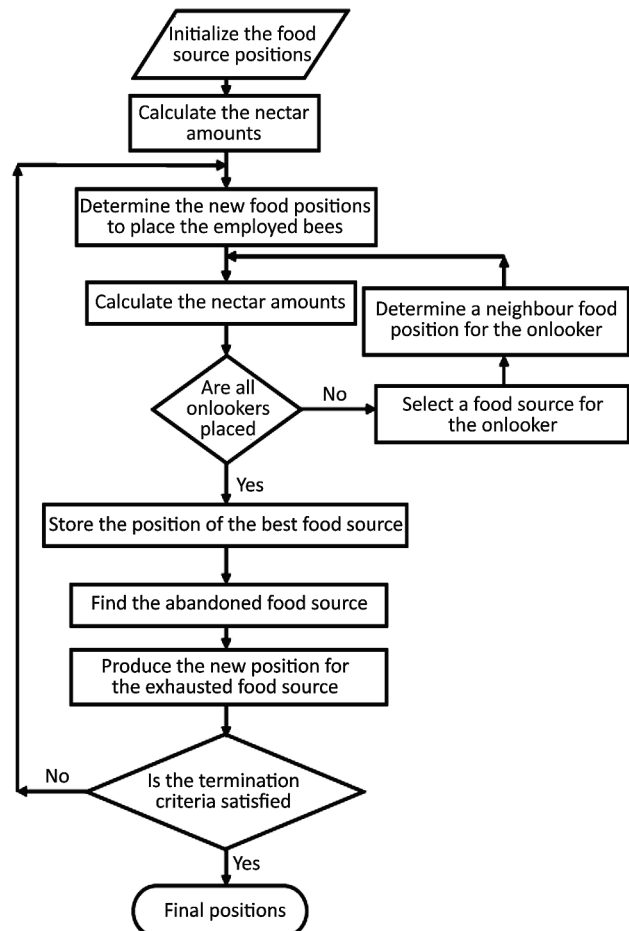 Initialize the food
source positions
Calculate the nectar
amounts
Determine the new food positions
to place the employed bees
Calculate the nectar amounts
Determine a neighbour food
position for the onlooker
Are all
onlookers
placed
No
Select a food source for
the onlooker
Yes
Store the position of the best food source
Find the abandoned food source
Produce the new position for
the exhausted food source
No
Is the termination
criteria satisfied
Yes
Final positions